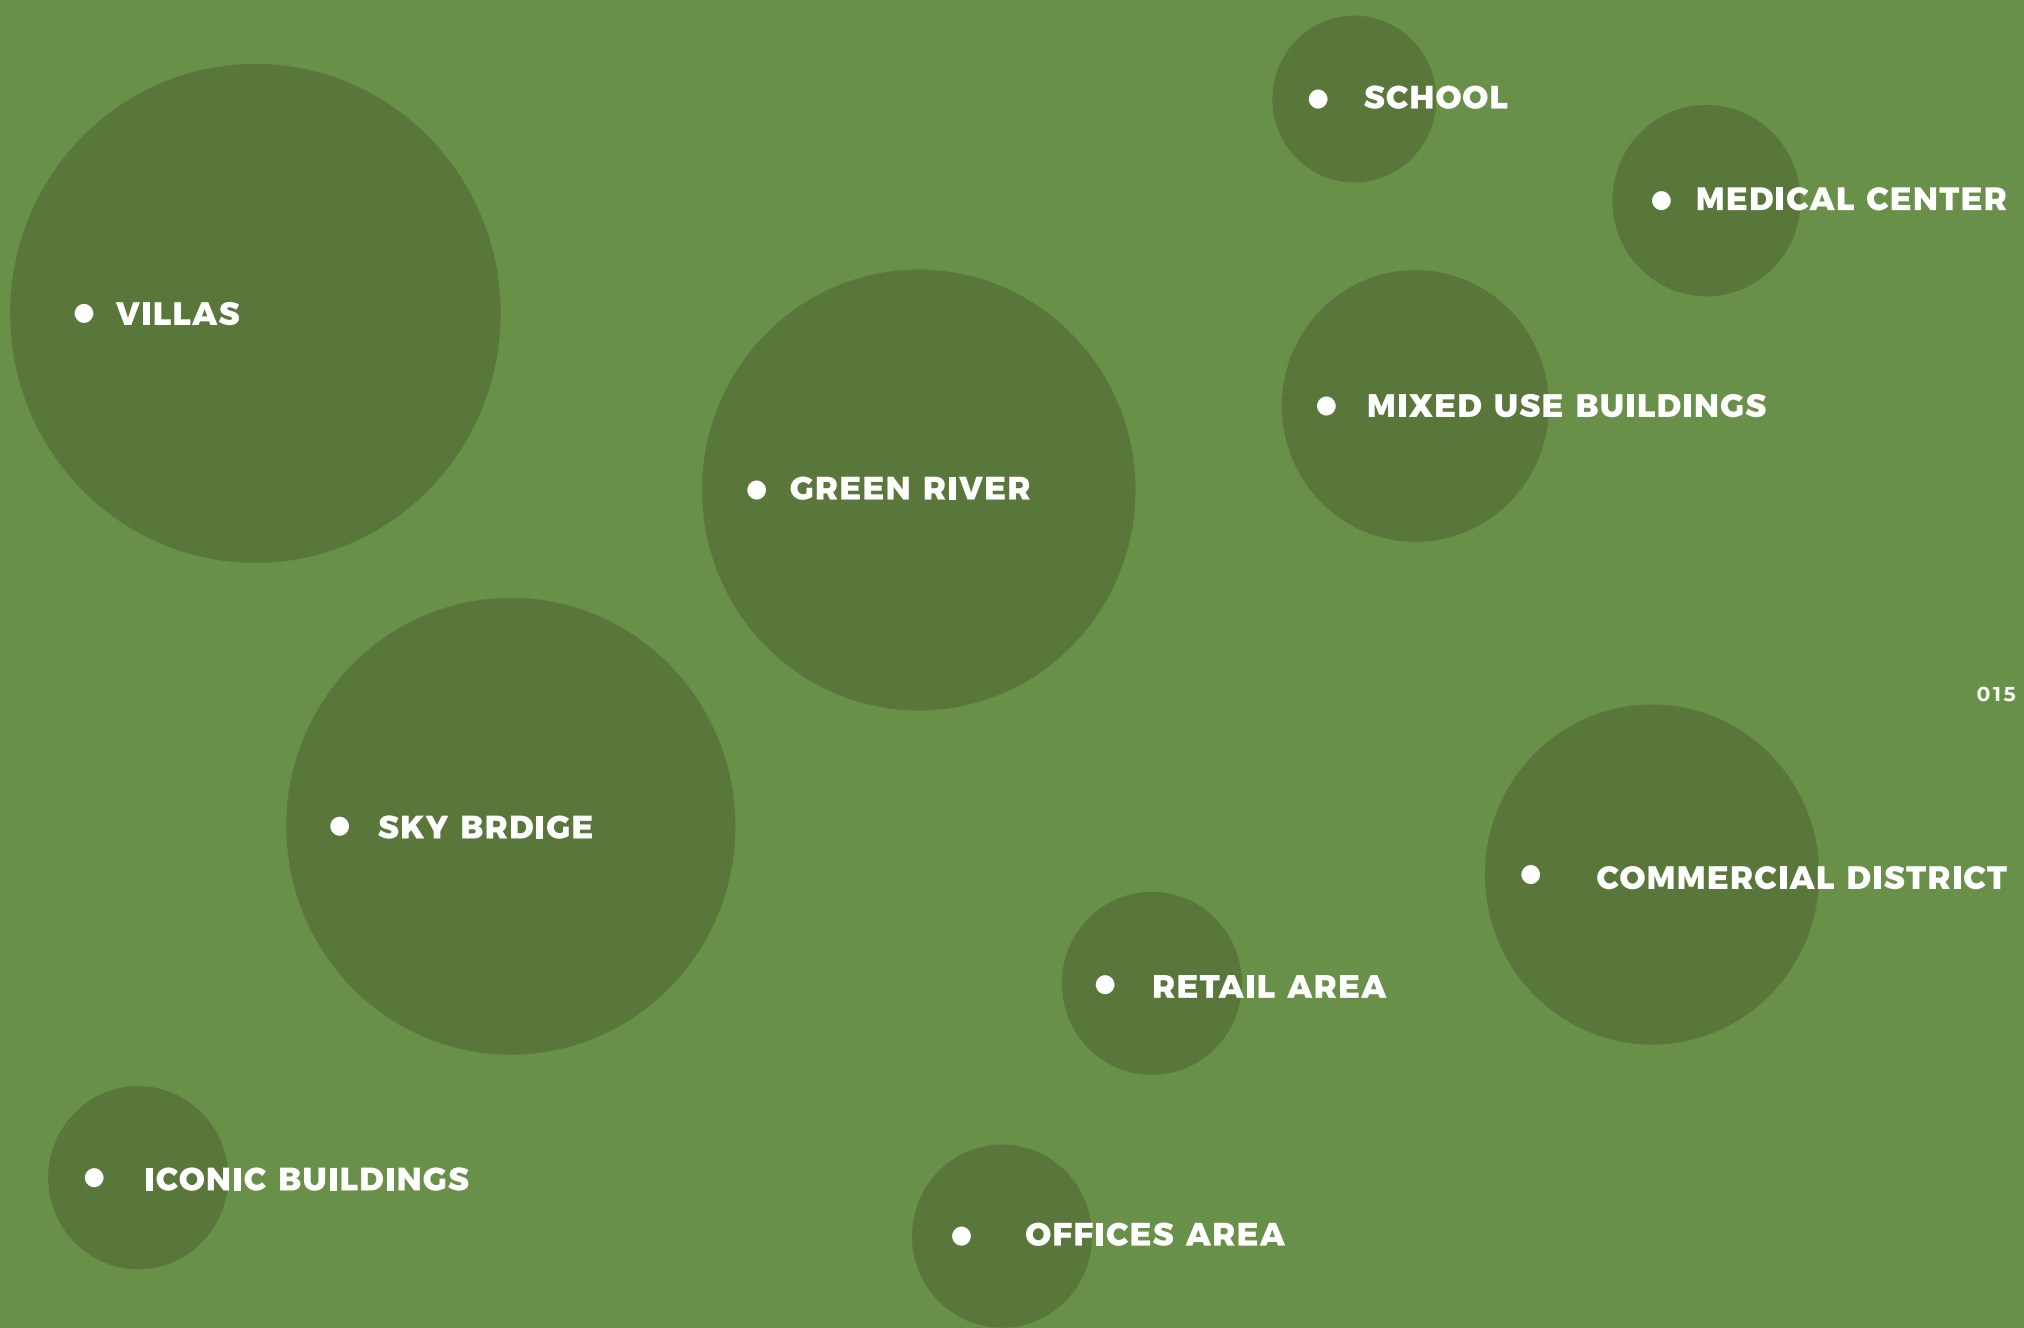 SCHOOL
MEDICAL CENTER
VILLAS
MIXED USE BUILDINGS
GREEN RIVER
015
SKY BRDIGE
COMMERCIAL DISTRICT
RETAIL AREA
ICONIC BUILDINGS
OFFICES AREA